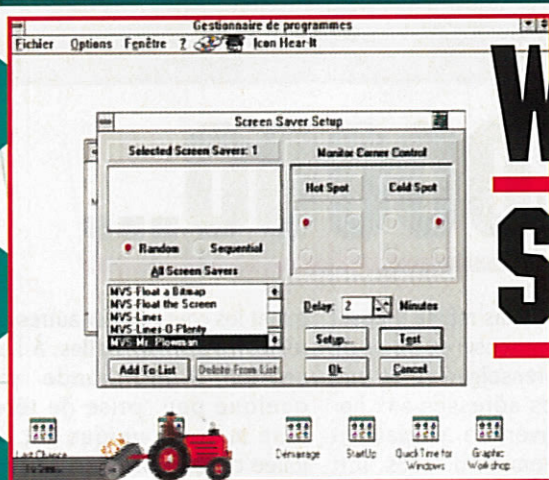 Gestionnaire de programmes
Fichier Options Fenêtre ? Icon Hear-It
Screen Saver Setup
Selected Screen Savers: 1
Monitor Corner Control
Hot Spot Cold Spot
Random Sequential
All Screen Savers
MVS-Float a Bitmap
MVS-Float the Screen
MVS-Lines
MVS-Lines-O-Plenty
MVS-Mr. Plowman
Delay: 2 Minutes
Setup... Test
Add To List Delete From List Ok Cancel
Last Chance
Démarrage StartUp QuickTime for Windows Graphic Workshop
W
S